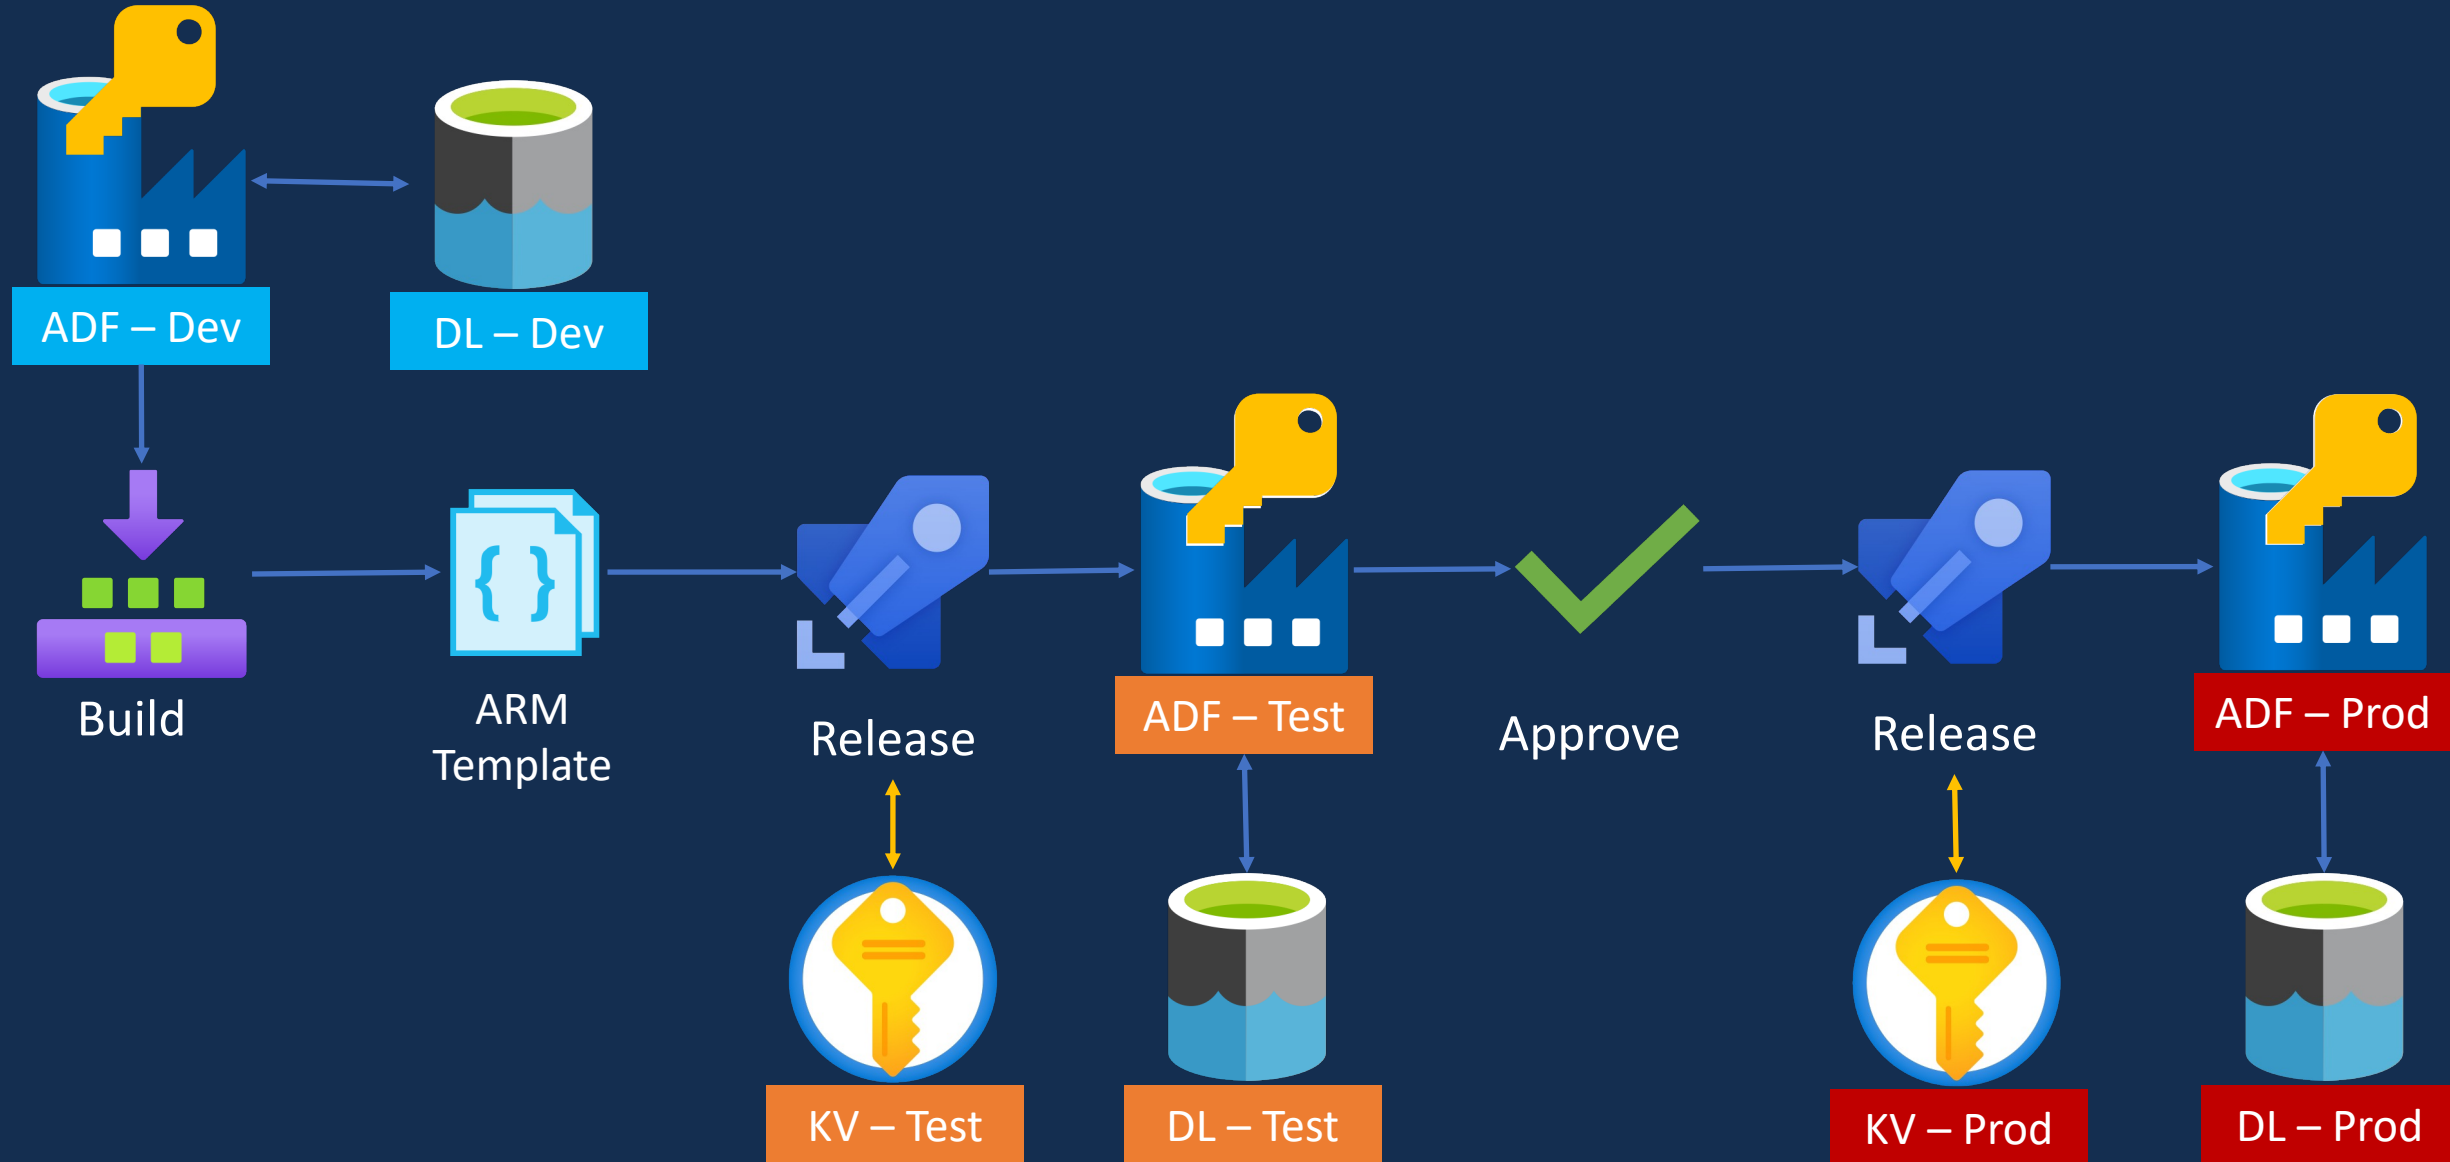 ADF – Dev
DL – Dev
{ }
Build
ARM
Template
Release
ADF – Test
Approve
Release
ADF – Prod
KV – Test
DL – Test
KV – Prod
DL – Prod